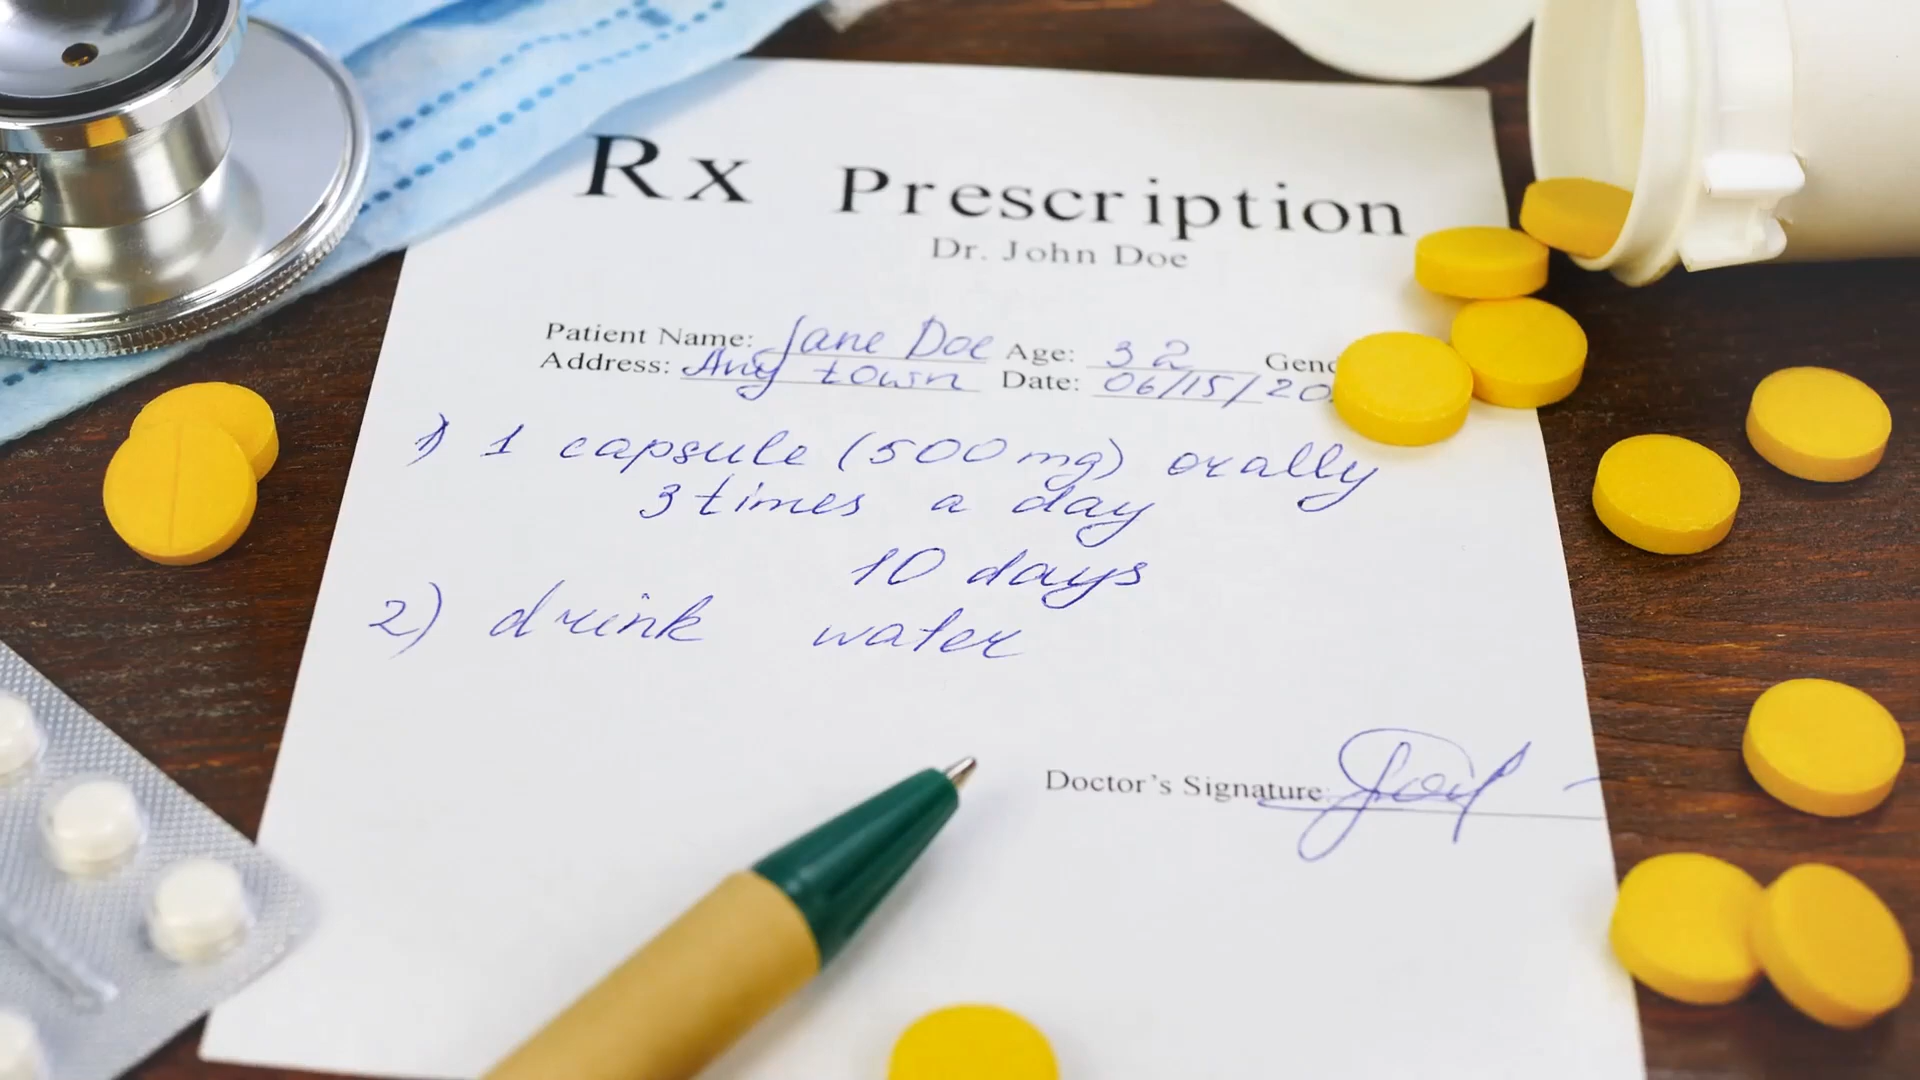 Rx Prescription
Dr. John Doe
Patient Name: Jane Doe Age: 32
Address: Any town Date: 06/15/20
1) 1 capsule (500 mg) orally
3 times a day
10 days
2) drink water
Doctor's Signature: